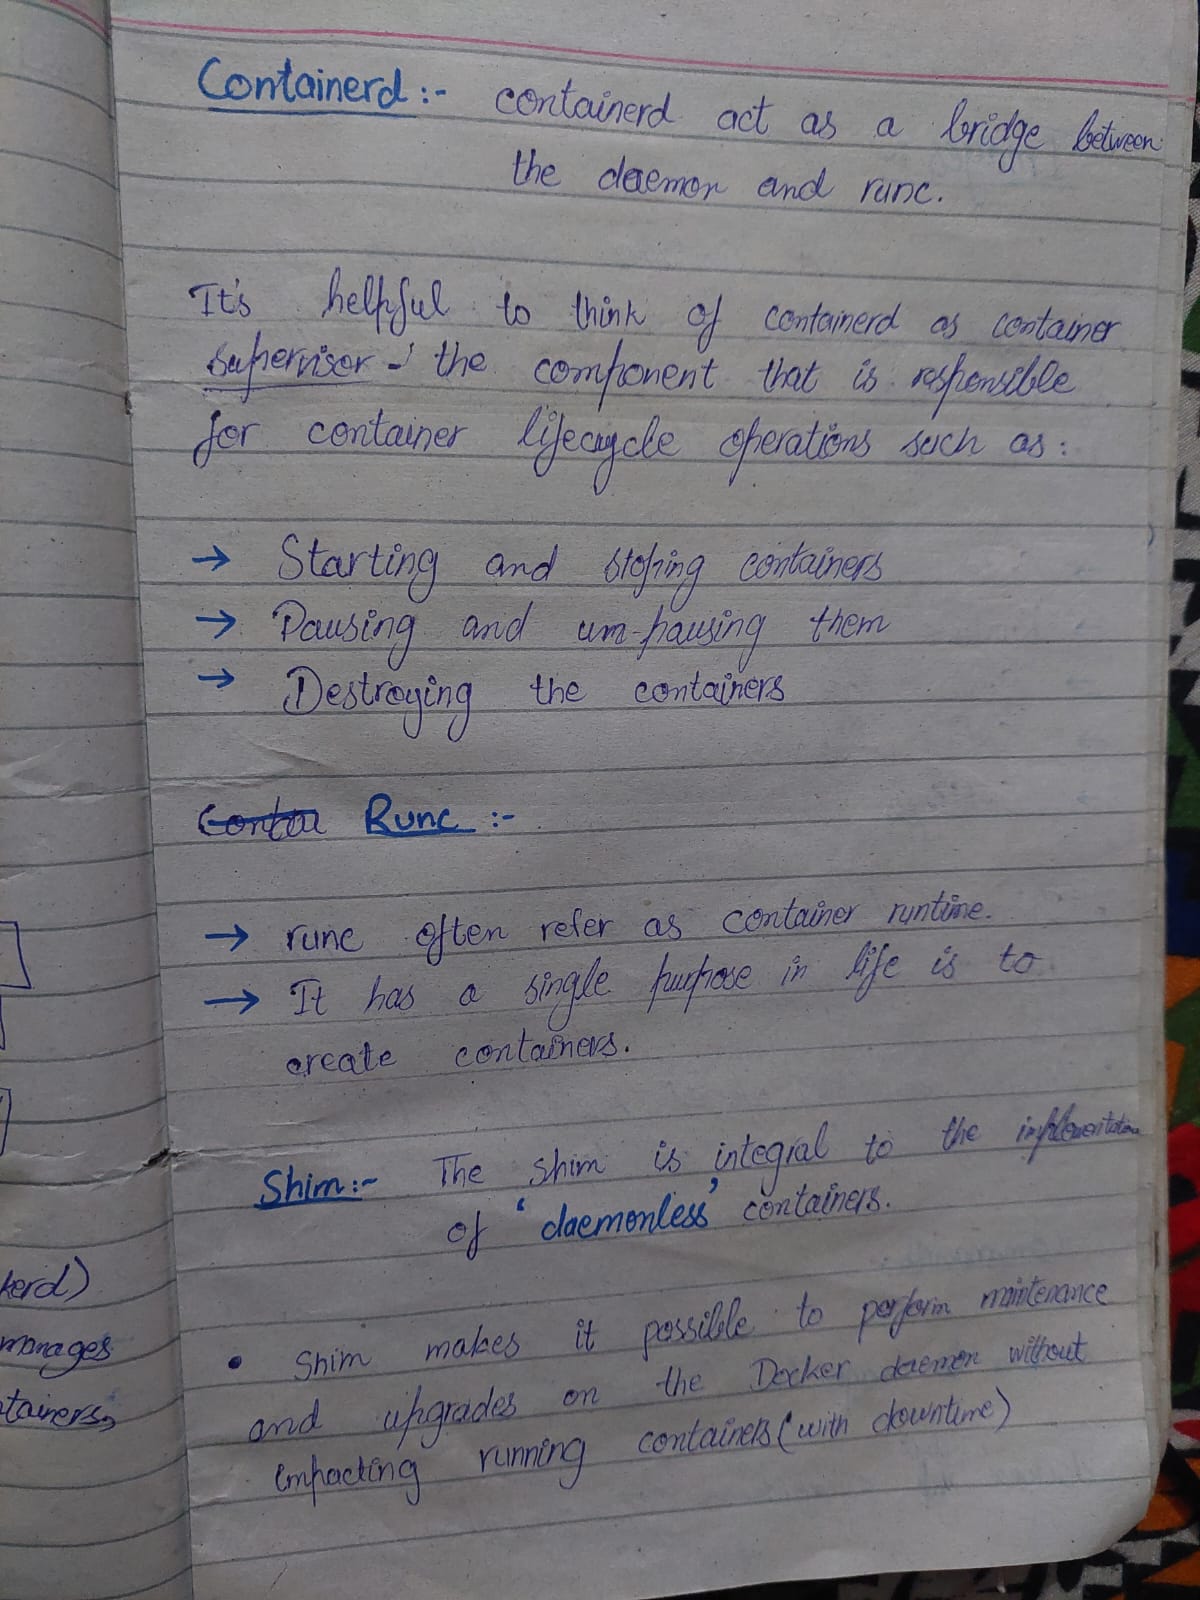 Containerd :- containerd act as a bridge between
the daemon and runc.
It's helpful to think of containerd as container
supervisor - the component that is responsible
for container lifecycle operations such as :
→ Starting and stoping containers
→ Pausing and un-pausing them
→ Destroying the containers
Contai Runc :-
→ runc often refer as container runtime.
→ It has a single purpose in life is to
create containers.
Shim :- The shim is integral to the implementation
of 'daemonless' containers.
• Shim makes it possible to perform maintenance
and upgrades on the Docker daemon without
impacting running containers (with downtime)
kerd)
manages
tainers,